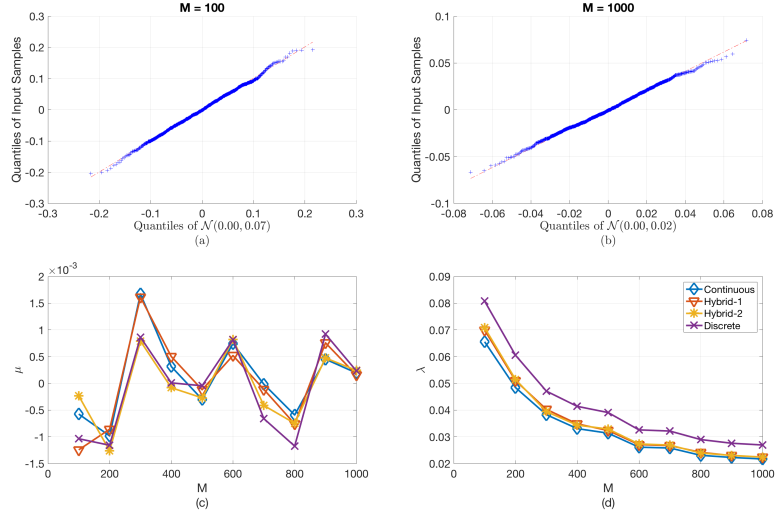 M = 100
Quantiles of Input Samples
0.3
0.2
0.1
0
-0.1
-0.2
-0.3
-0.3 -0.2 -0.1 0 0.1 0.2 0.3
Quantiles of 𝒩(0.00, 0.07)
(a)
M = 1000
Quantiles of Input Samples
0.1
0.05
0
-0.05
-0.1
-0.08 -0.06 -0.04 -0.02 0 0.02 0.04 0.06 0.08
Quantiles of 𝒩(0.00, 0.02)
(b)
×10⁻³
μ
2
1.5
1
0.5
0
-0.5
-1
-1.5
0 200 400 600 800 1000
M
(c)
λ
0.09
0.08
0.07
0.06
0.05
0.04
0.03
0.02
0 200 400 600 800 1000
M
(d)
Continuous
Hybrid-1
Hybrid-2
Discrete